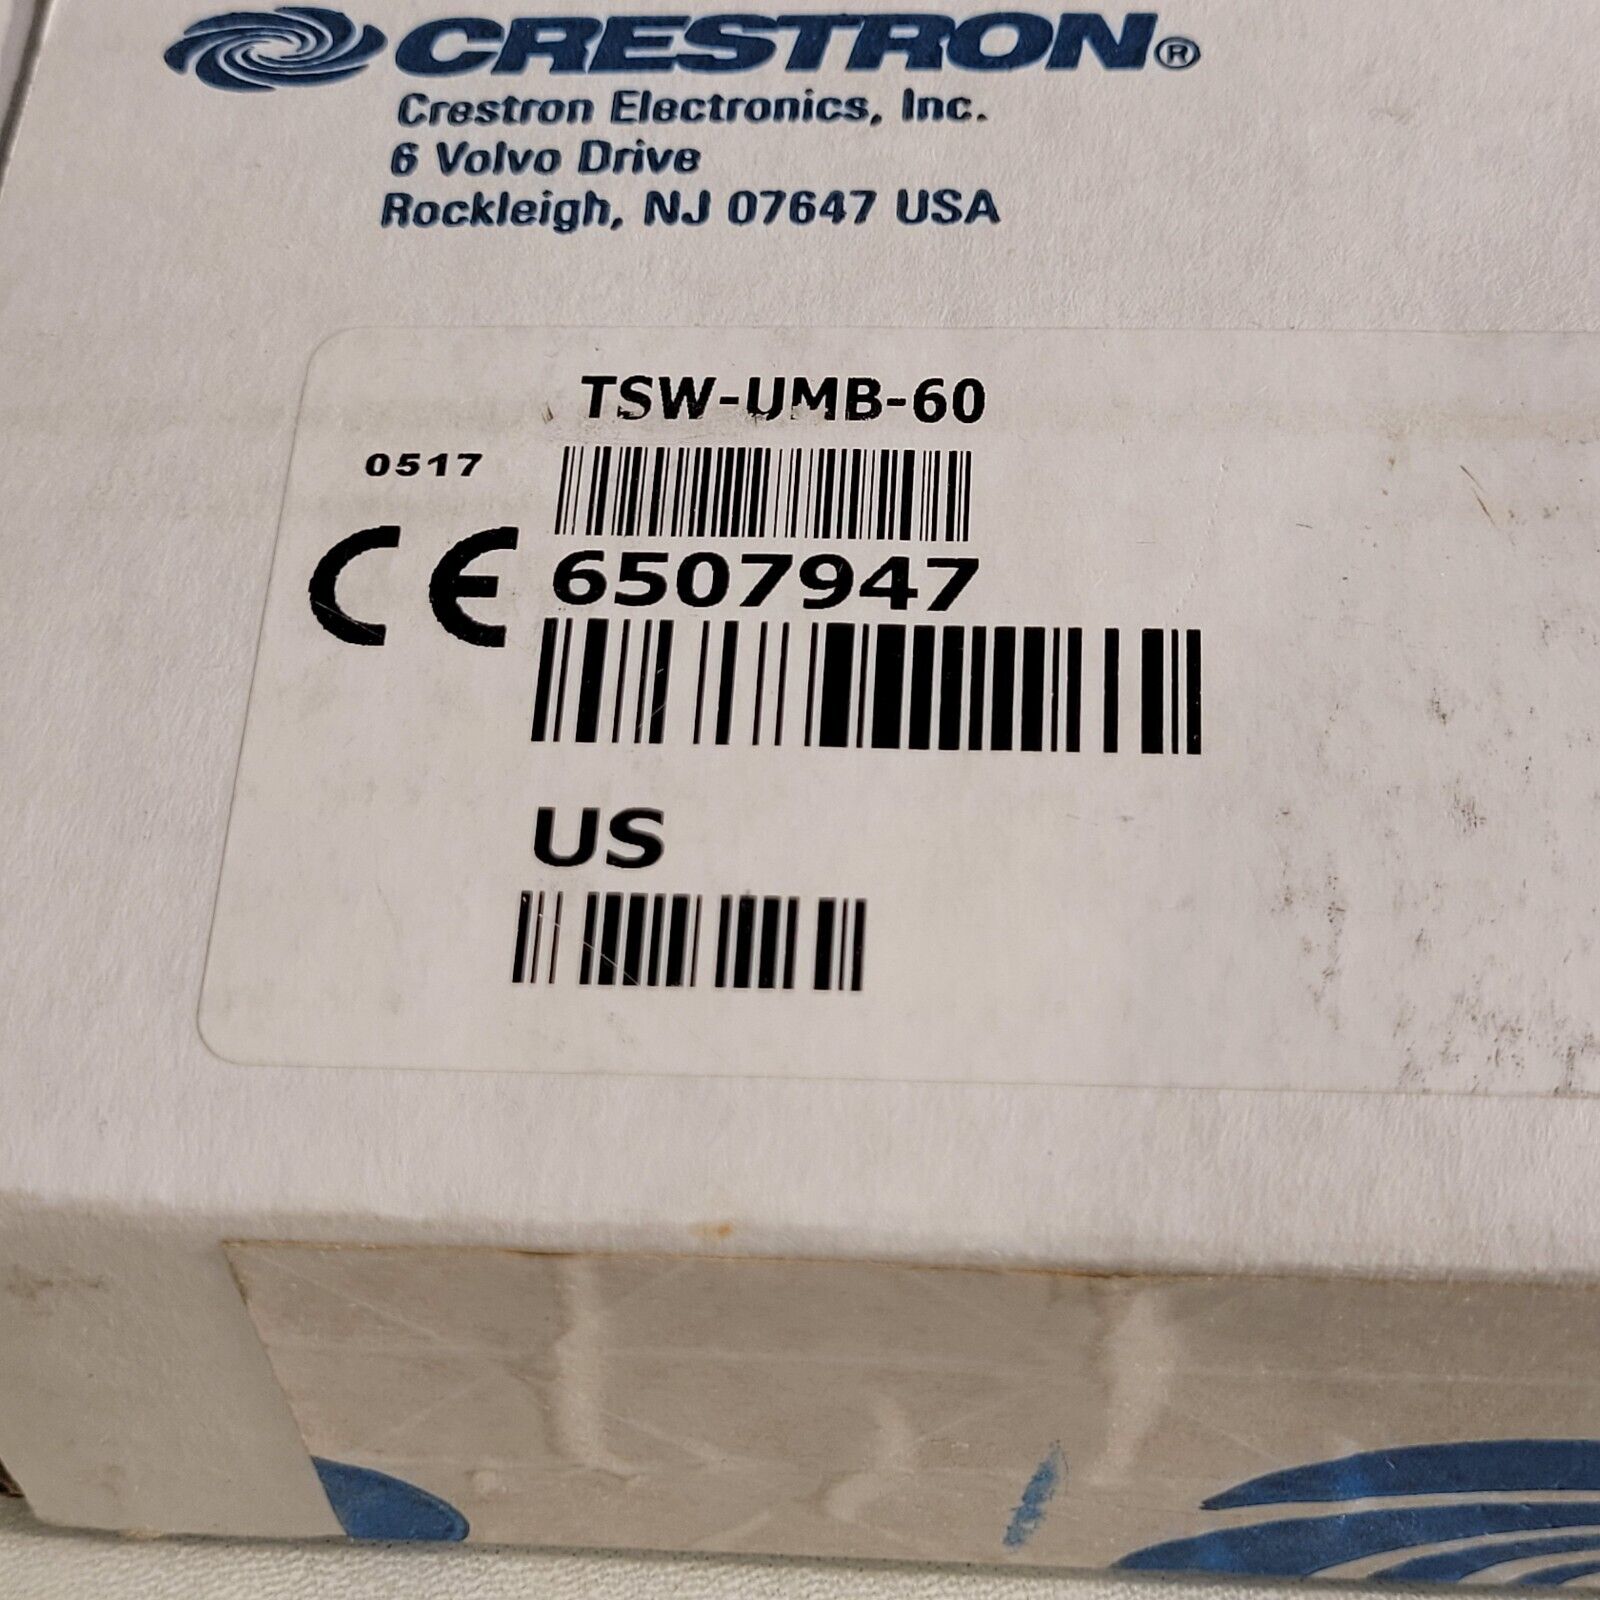 CRESTRON®
Crestron Electronics, Inc.
6 Volvo Drive
Rockleigh, NJ 07647 USA
TSW-UMB-60
0517
CE 6507947
US